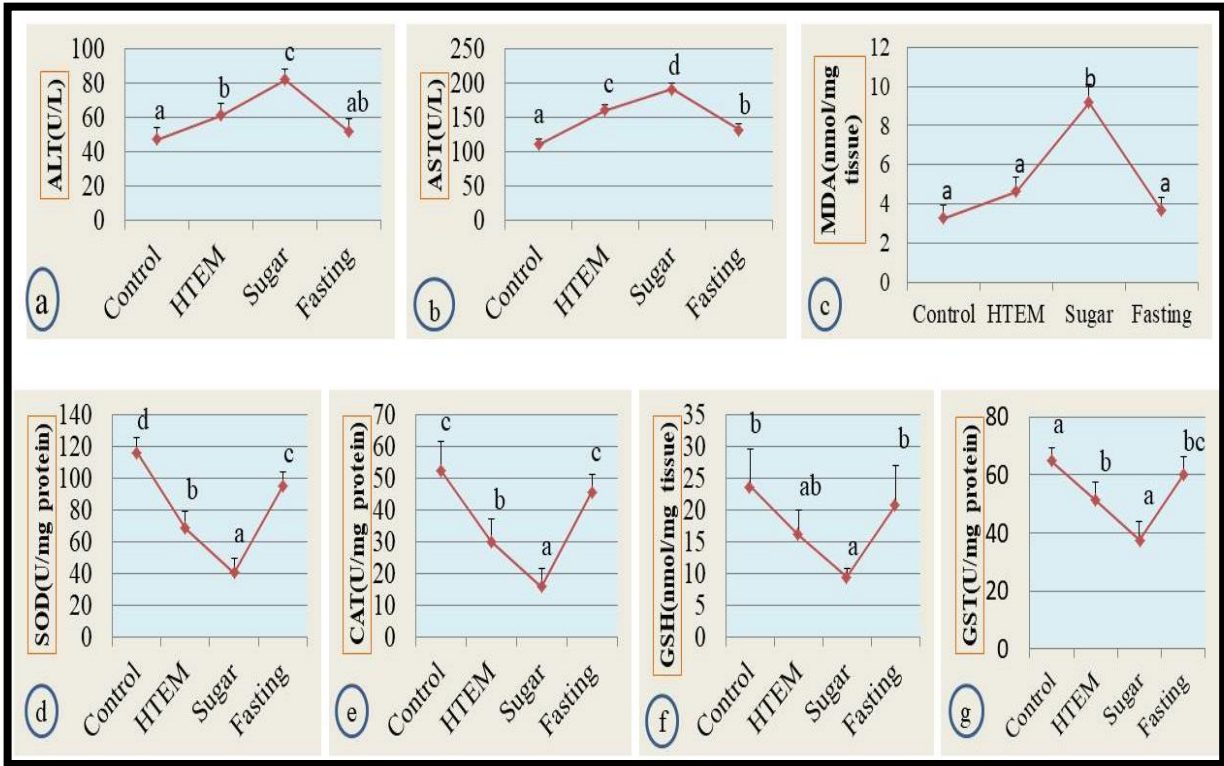 100
80
60
40
20
0
ALT(U/L)
a
b
c
ab
Control
HTEM
Sugar
Fasting
a
250
200
150
100
50
0
AST(U/L)
a
c
d
b
Control
HTEM
Sugar
Fasting
b
12
10
8
6
4
2
0
MDA(nmol/mg
tissue)
a
a
b
a
Control HTEM Sugar Fasting
c
140
120
100
80
60
40
20
0
SOD(U/mg protein)
d
b
a
c
Control
HTEM
Sugar
Fasting
d
70
60
50
40
30
20
10
0
CAT(U/mg protein)
c
b
a
c
Control
HTEM
Sugar
Fasting
e
35
30
25
20
15
10
5
0
GSH(nmol/mg tissue)
b
ab
a
b
Control
HTEM
Sugar
Fasting
f
80
60
40
20
0
GST(U/mg protein)
a
b
a
bc
Control
HTEM
Sugar
Fasting
g